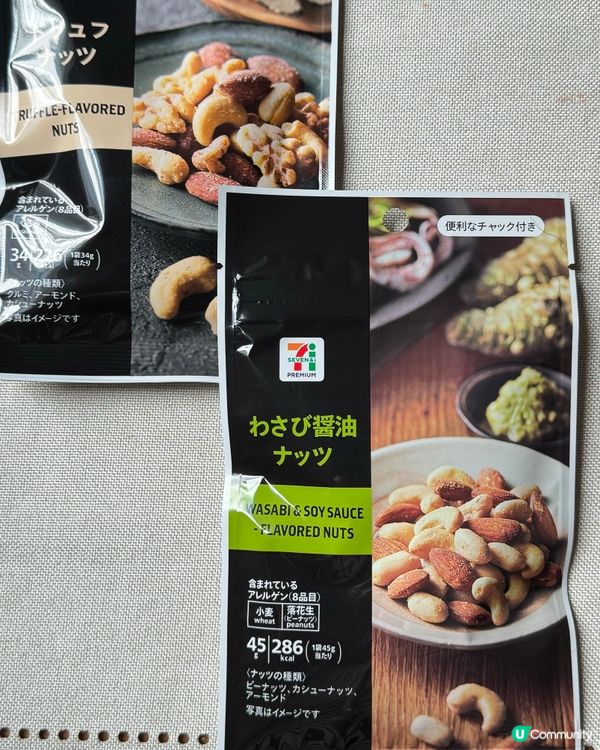 トリュフ
ナッツ
TRUFFLE-FLAVORED
NUTS
含まれている
アレルゲン(8品目)
34g
(1袋34g
当たり)
〈ナッツの種類〉
クルミ、アーモンド、
カシューナッツ
写真はイメージです
便利なチャック付き
7i
SEVEN&i
PREMIUM
わさび醤油
ナッツ
WASABI & SOY SAUCE
-FLAVORED NUTS
含まれている
アレルゲン(8品目)
小麦
wheat
落花生
(ピーナッツ)
peanuts
45g 286kcal (1袋45g
当たり)
〈ナッツの種類〉
ピーナッツ、カシューナッツ、
アーモンド
写真はイメージです
U Community